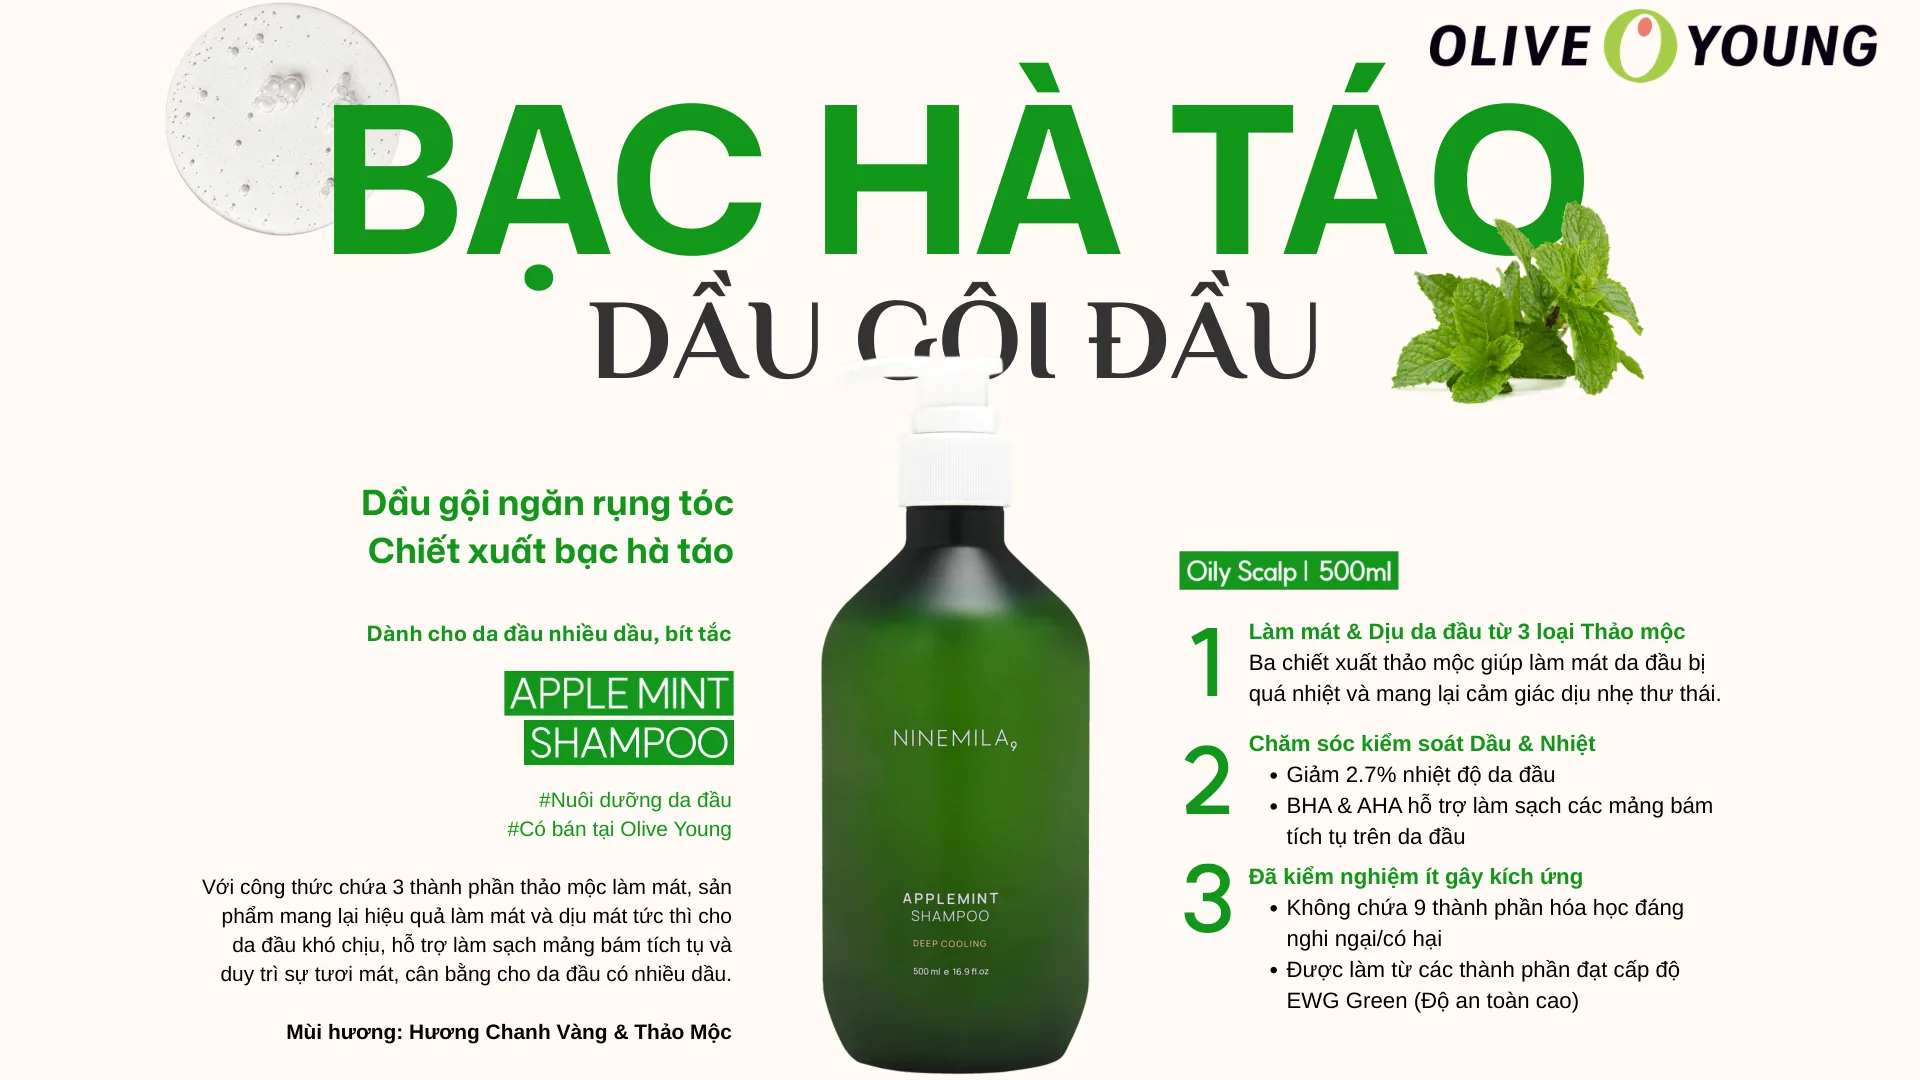 OLIVE YOUNG
BẠC HÀ TÁO
DẦU GỘI ĐẦU
Dầu gội ngăn rụng tóc
Chiết xuất bạc hà táo
Dành cho da đầu nhiều dầu, bít tắc
APPLE MINT
SHAMPOO
#Nuôi dưỡng da đầu
#Có bán tại Olive Young
Với công thức chứa 3 thành phần thảo mộc làm mát, sản
phẩm mang lại hiệu quả làm mát và dịu mát tức thì cho
da đầu khó chịu, hỗ trợ làm sạch mảng bám tích tụ và
duy trì sự tươi mát, cân bằng cho da đầu có nhiều dầu.
Mùi hương: Hương Chanh Vàng & Thảo Mộc
NINEMILA9
APPLEMINT
SHAMPOO
DEEP COOLING
500 ml e 16.9 fl.oz
Oily Scalp | 500ml
1
Làm mát & Dịu da đầu từ 3 loại Thảo mộc
Ba chiết xuất thảo mộc giúp làm mát da đầu bị
quá nhiệt và mang lại cảm giác dịu nhẹ thư thái.
2
Chăm sóc kiểm soát Dầu & Nhiệt
• Giảm 2.7% nhiệt độ da đầu
• BHA & AHA hỗ trợ làm sạch các mảng bám
tích tụ trên da đầu
3
Đã kiểm nghiệm ít gây kích ứng
• Không chứa 9 thành phần hóa học đáng
nghi ngại/có hại
• Được làm từ các thành phần đạt cấp độ
EWG Green (Độ an toàn cao)